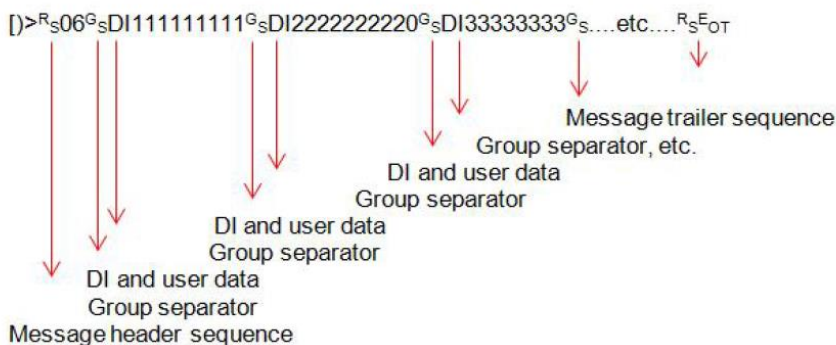 [)>ᴿS06ᴳSDI1111111111ᴳSDI2222222220ᴳSDI33333333ᴳS....etc....ᴿSᴱOT
Message trailer sequence
Group separator, etc.
DI and user data
Group separator
DI and user data
Group separator
DI and user data
Group separator
Message header sequence